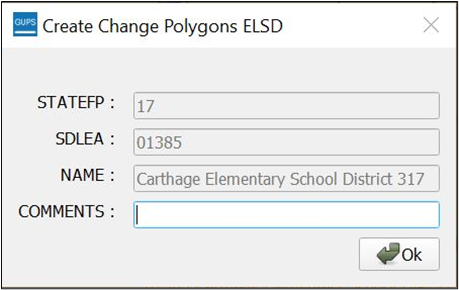 GUPS Create Change Polygons ELSD
STATEFP : 17
SDLEA : 01385
NAME : Carthage Elementary School District 317
COMMENTS :
Ok